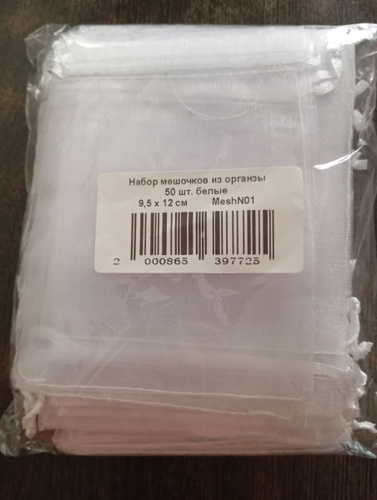 Набор мешочков из органзы
50 шт. белые
9,5 х 12 см MeshN01
2 000865 397725